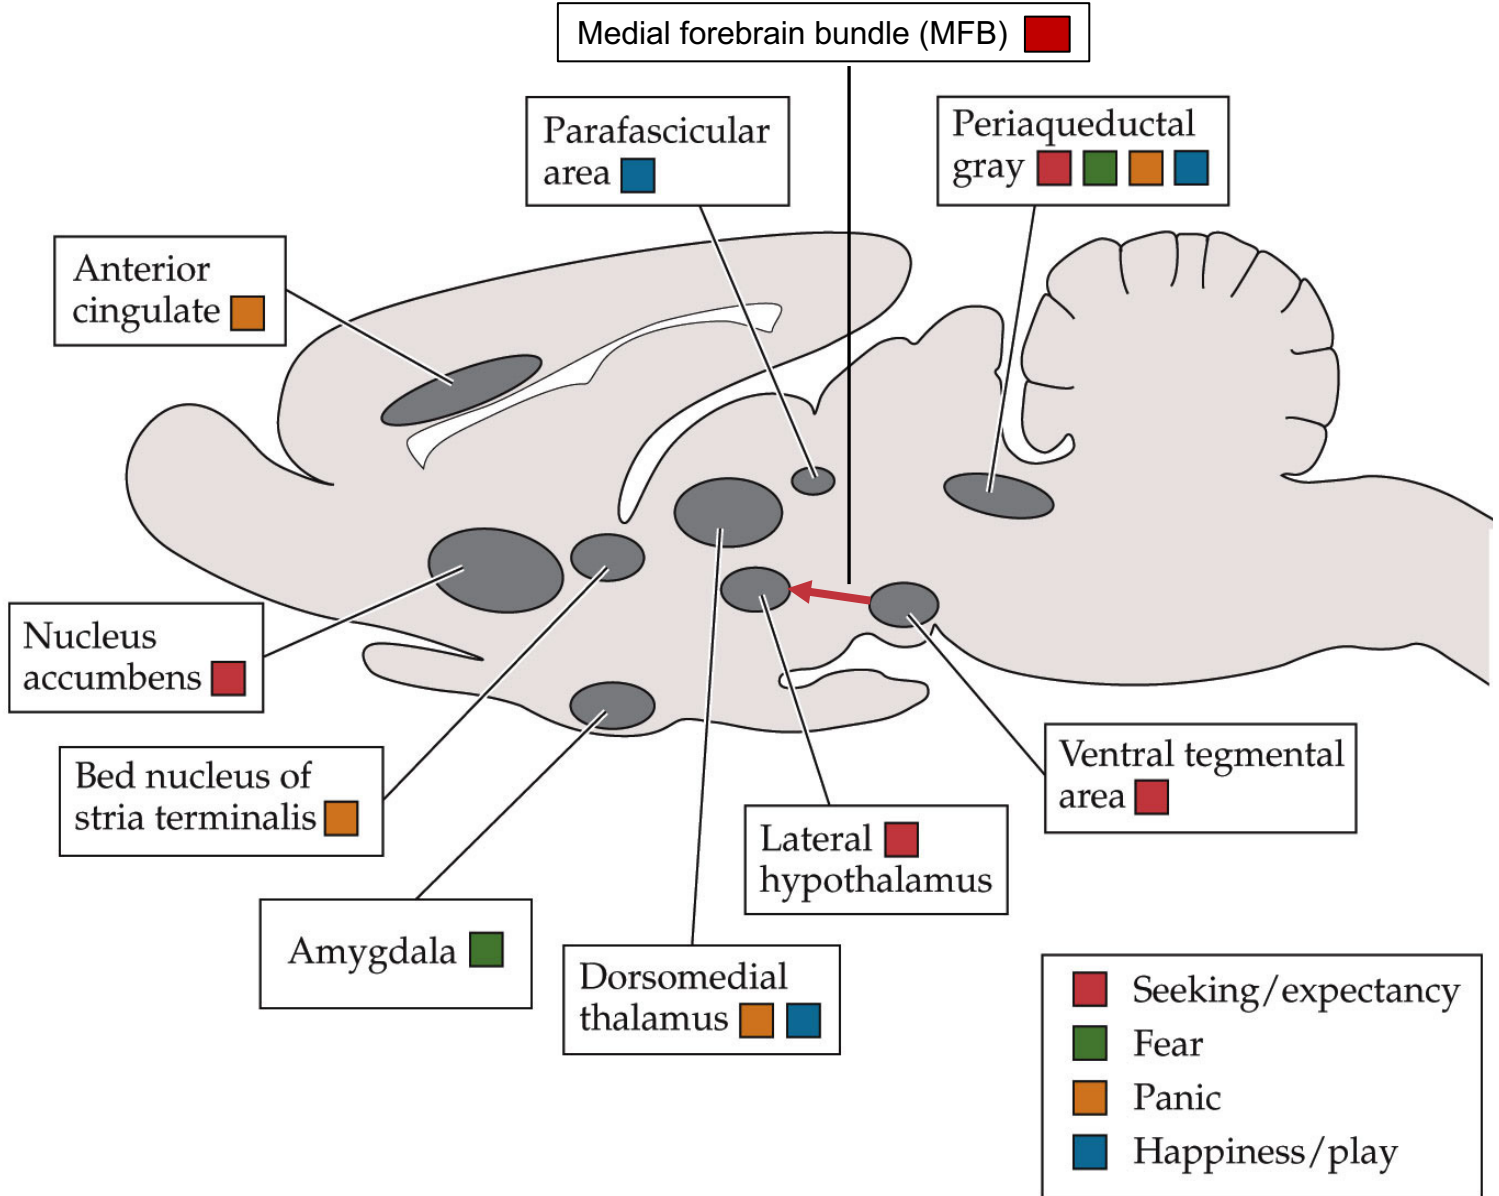 Medial forebrain bundle (MFB)
Parafascicular
area
Periaqueductal
gray
Anterior
cingulate
Nucleus
accumbens
Bed nucleus of
stria terminalis
Amygdala
Dorsomedial
thalamus
Lateral
hypothalamus
Ventral tegmental
area
Seeking/expectancy
Fear
Panic
Happiness/play